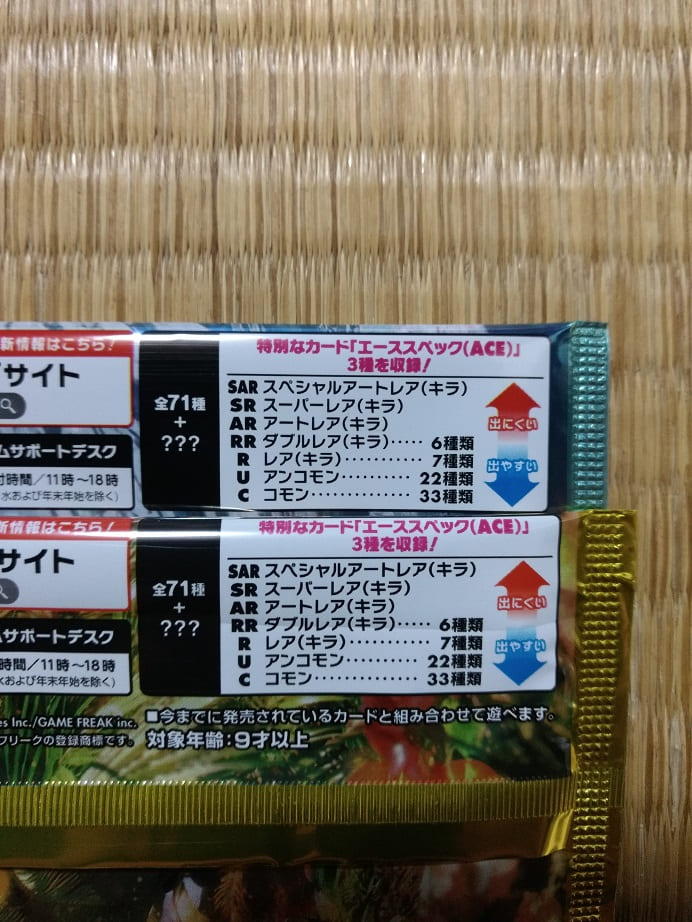 新情報はこちら!
サイト
ムサポートデスク
付時間/11時~18時
水および年末年始を除く)
全71種
+
???
特別なカード「エーススペック(ACE)」
3種を収録!
SAR スペシャルアートレア(キラ)
SR スーパーレア(キラ)
AR アートレア(キラ)
RR ダブルレア(キラ)····· 6種類
R レア(キラ)············ 7種類
U アンコモン············ 22種類
C コモン················ 33種類
出にくい
出やすい
新情報はこちら!
サイト
ムサポートデスク
時間/11時~18時
水および年末年始を除く)
全71種
+
???
特別なカード「エーススペック(ACE)」
3種を収録!
SAR スペシャルアートレア(キラ)
SR スーパーレア(キラ)
AR アートレア(キラ)
RR ダブルレア(キラ)····· 6種類
R レア(キラ)············ 7種類
U アンコモン············ 22種類
C コモン················ 33種類
出にくい
出やすい
es Inc./GAME FREAK inc.
フリークの登録商標です。
■今までに発売されているカードと組み合わせて遊べます。
対象年齢:9才以上